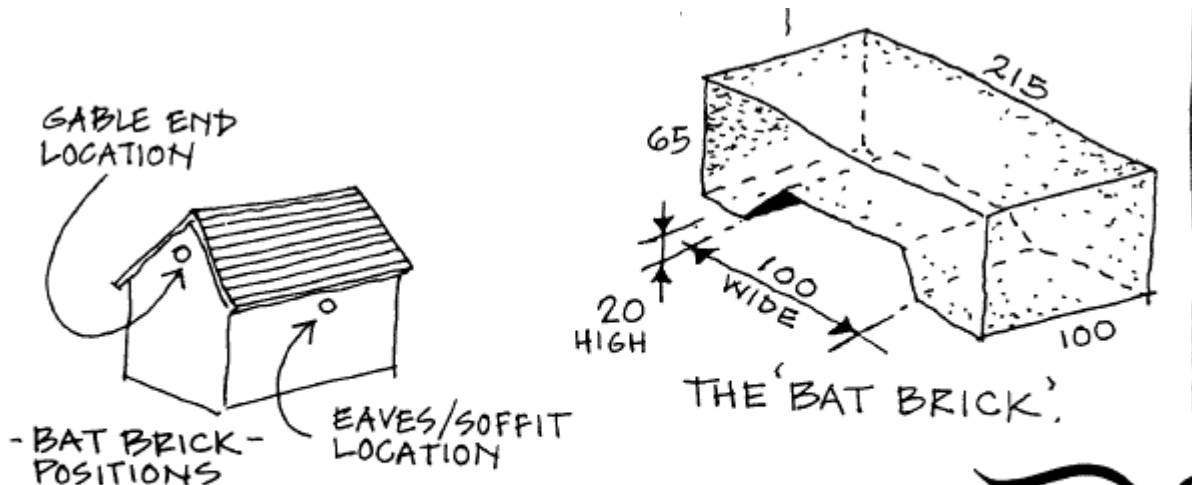 GABLE END
LOCATION
- BAT BRICK -
POSITIONS
EAVES/SOFFIT
LOCATION
215
65
100
WIDE
20
HIGH
100
THE 'BAT BRICK'.